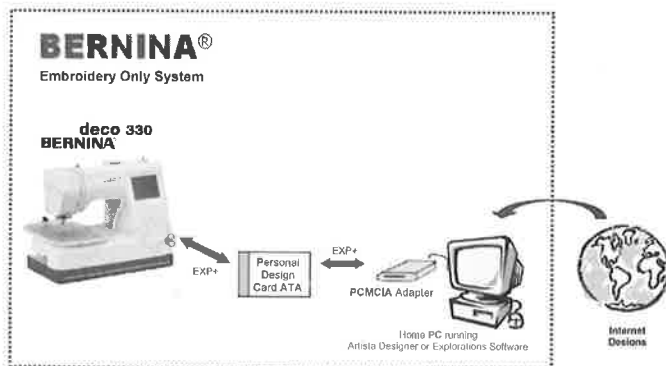 BERNINA®
Embroidery Only System
deco 330
BERNINA
EXP+
Personal
Design
Card ATA
EXP+
PCMCIA Adapter
Home PC running
Artista Designer or Explorations Software
Internet
Designs